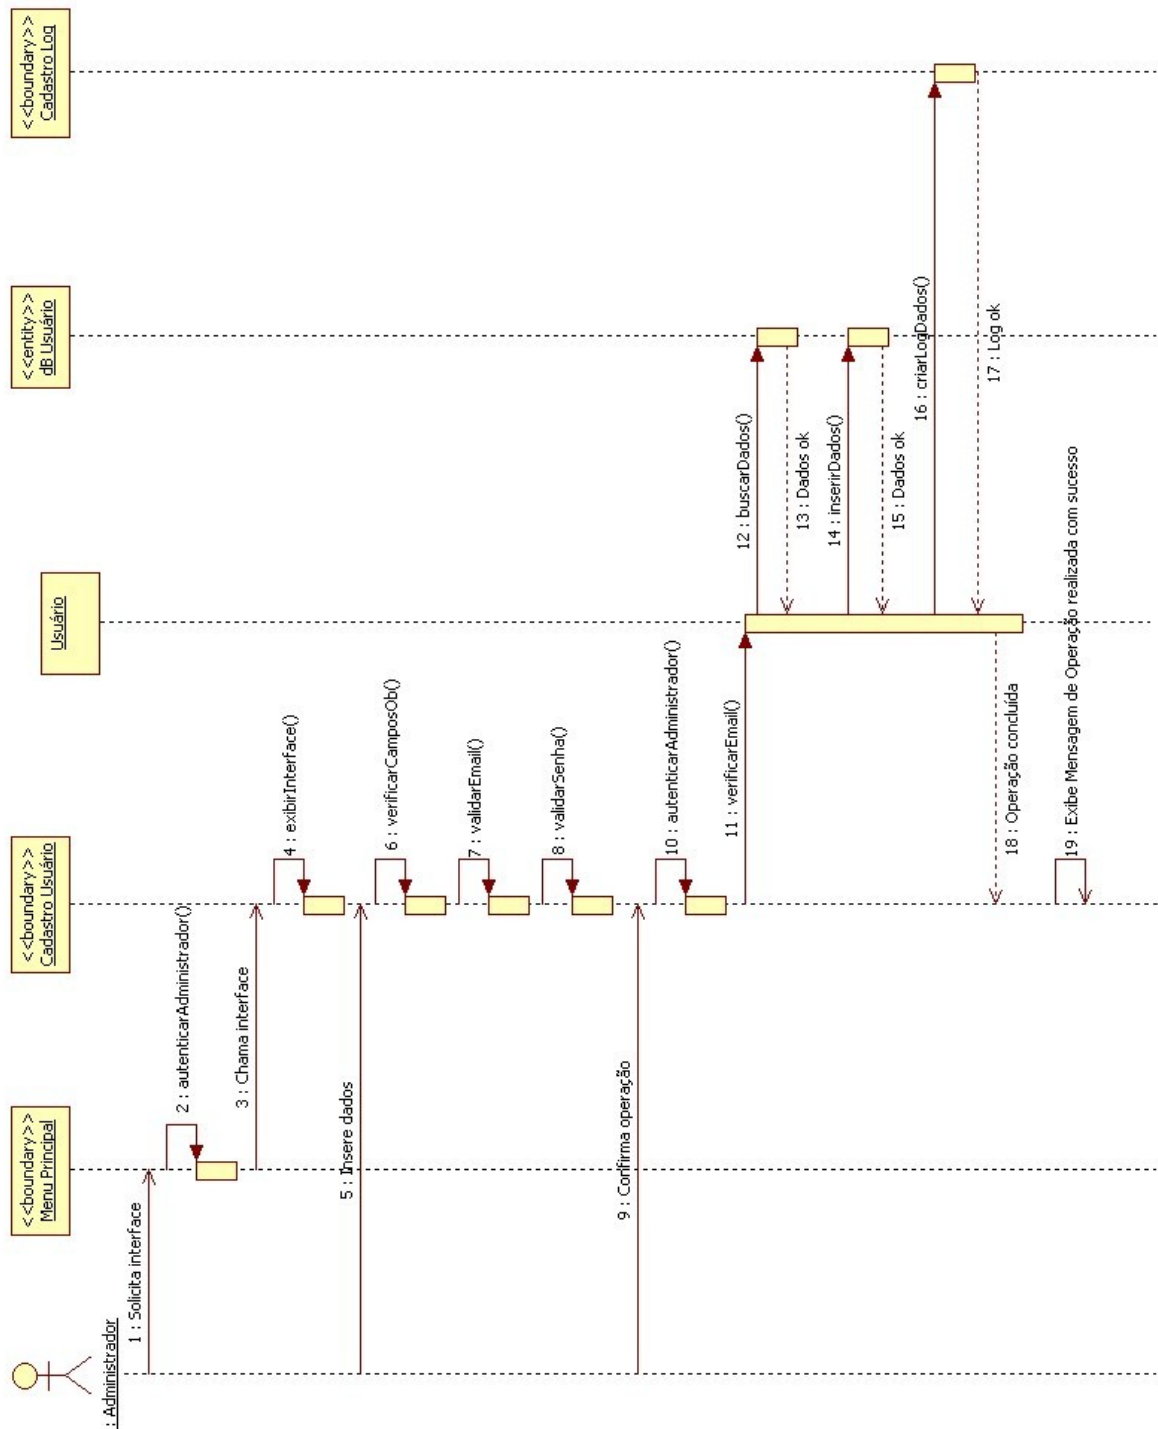 : Administrador
<<boundary>>
Menu Principal
<<boundary>>
Cadastro Usuário
Usuário
<<entity>>
dB Usuário
<<boundary>>
Cadastro Log
1 : Solicita interface
2 : autenticarAdministrador()
3 : Chama interface
4 : exibirInterface()
5 : Insere dados
6 : verificarCamposOb()
7 : validarEmail()
8 : validarSenha()
9 : Confirma operação
10 : autenticarAdministrador()
11 : verificarEmail()
12 : buscarDados()
13 : Dados ok
14 : inserirDados()
15 : Dados ok
16 : criarLogDados()
17 : Log ok
18 : Operação concluída
19 : Exibe Mensagem de Operação realizada com sucesso